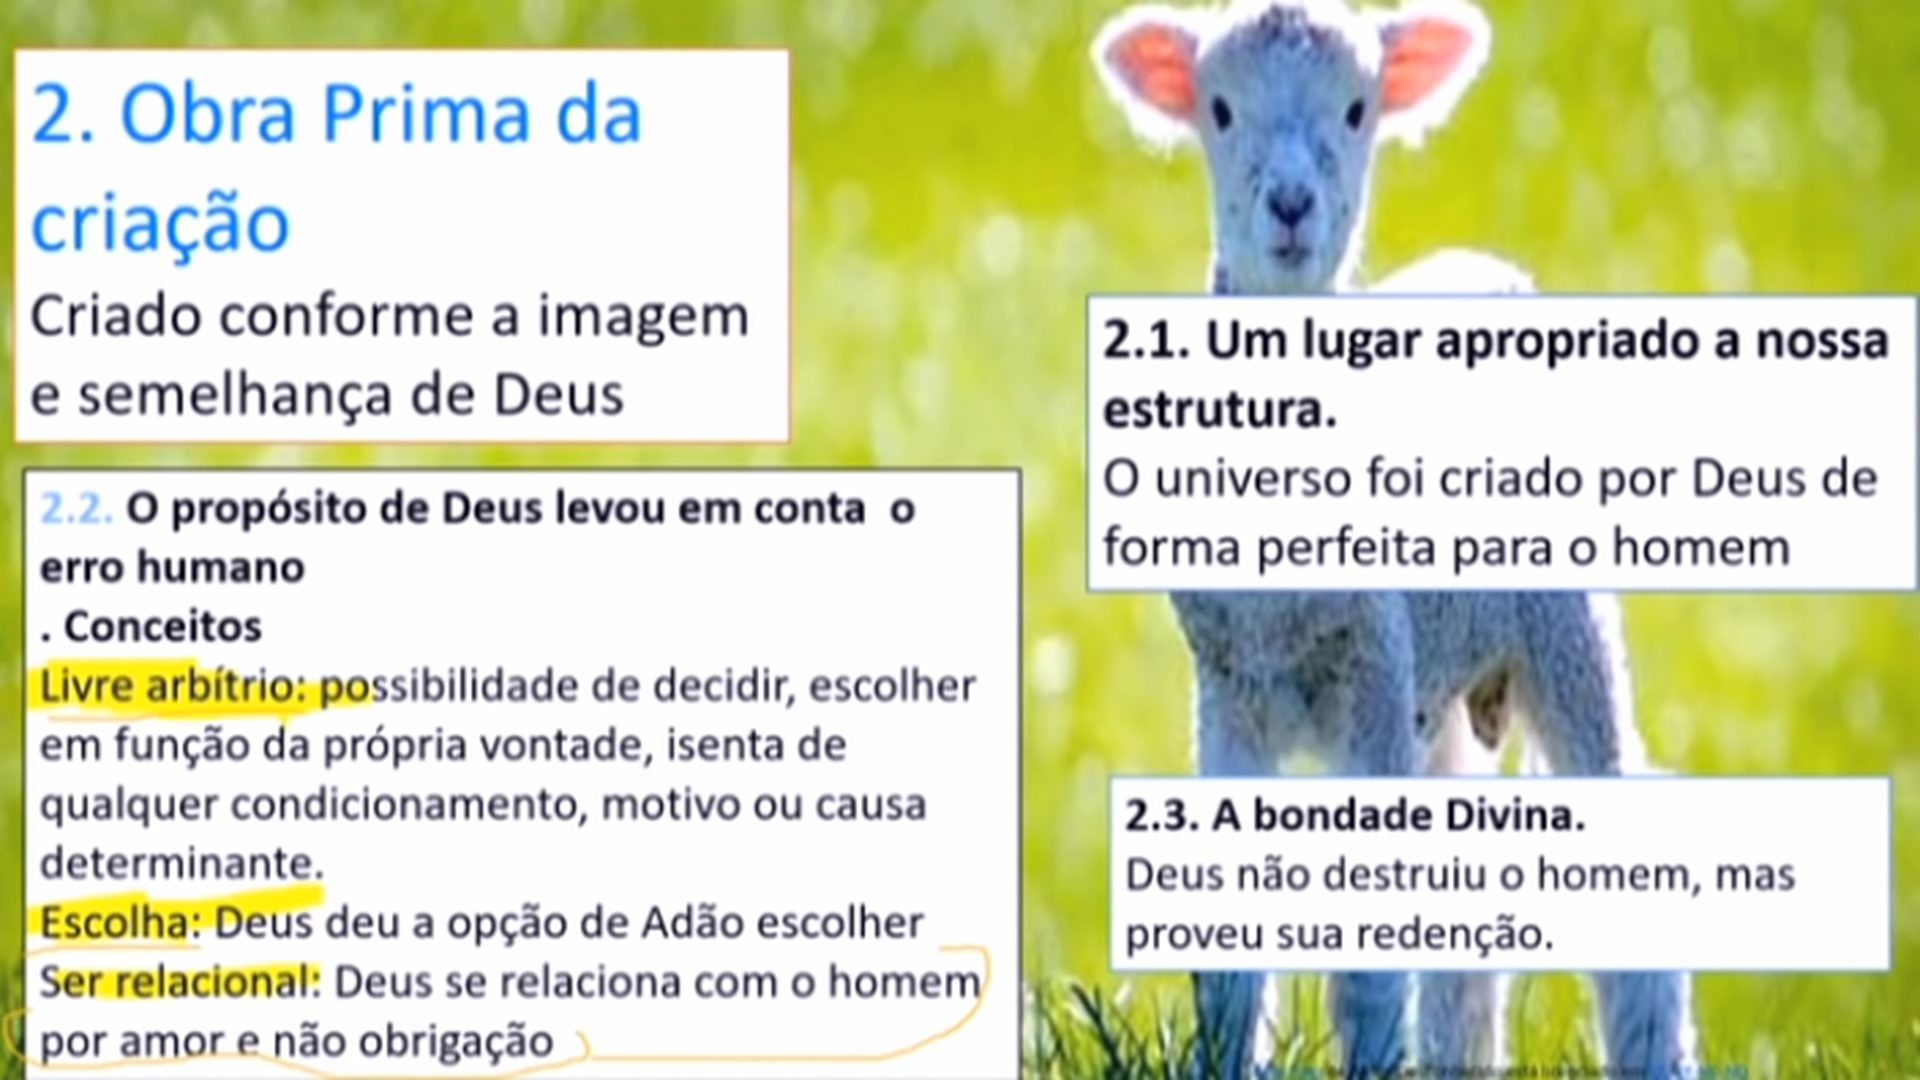 2. Obra Prima da
criação
Criado conforme a imagem
e semelhança de Deus
2.1. Um lugar apropriado a nossa
estrutura.
O universo foi criado por Deus de
forma perfeita para o homem
2.2. O propósito de Deus levou em conta o
erro humano
. Conceitos
Livre arbítrio: possibilidade de decidir, escolher
em função da própria vontade, isenta de
qualquer condicionamento, motivo ou causa
determinante.
Escolha: Deus deu a opção de Adão escolher
Ser relacional: Deus se relaciona com o homem
por amor e não obrigação
2.3. A bondade Divina.
Deus não destruiu o homem, mas
proveu sua redenção.